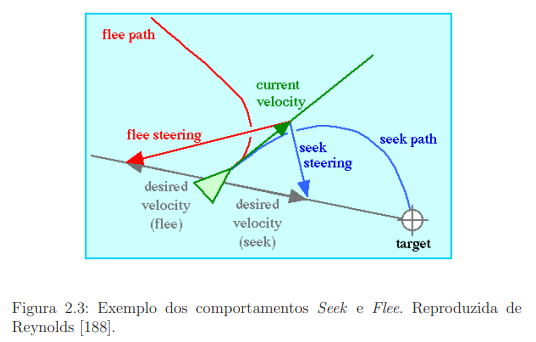 flee path
current
velocity
flee steering
seek path
seek
steering
desired
velocity
(flee)
desired
velocity
(seek)
target
Figura 2.3: Exemplo dos comportamentos Seek e Flee. Reproduzida de
Reynolds [188].